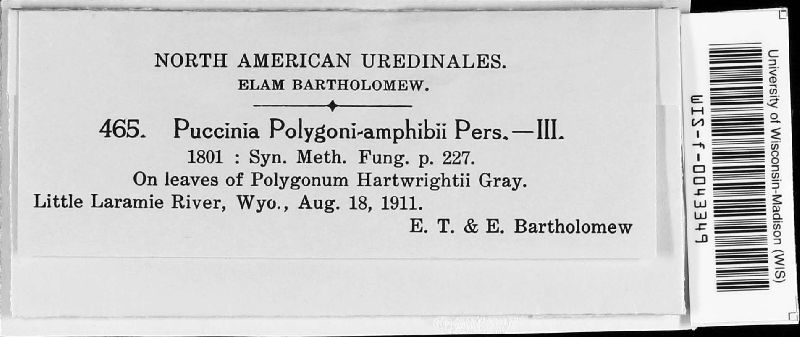 NORTH AMERICAN UREDINALES.
ELAM BARTHOLOMEW.
465. Puccinia Polygoni-amphibii Pers.—III.
1801 : Syn. Meth. Fung. p. 227.
On leaves of Polygonum Hartwrightii Gray.
Little Laramie River, Wyo., Aug. 18, 1911.
E. T. & E. Bartholomew
University of Wisconsin-Madison (WIS)
WIS-f-0043349